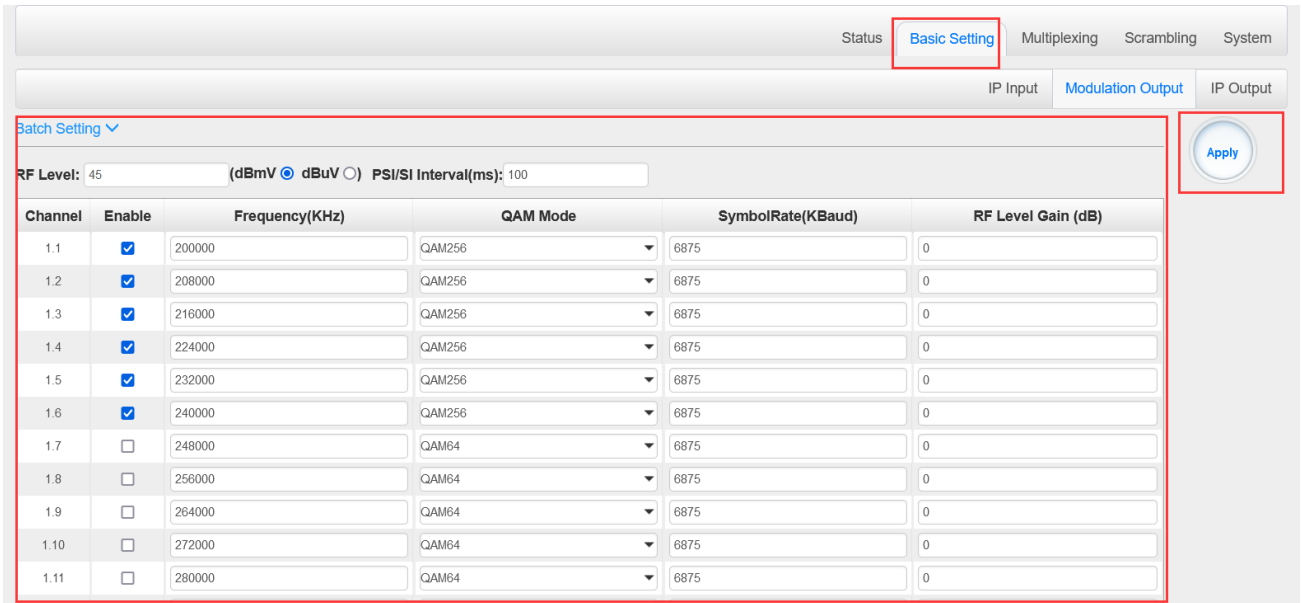 Status Basic Setting Multiplexing Scrambling System
IP Input Modulation Output IP Output
Batch Setting
Apply
RF Level: 45 (dBmV dBuV ) PSI/SI Interval(ms): 100
Channel Enable Frequency(KHz) QAM Mode SymbolRate(KBaud) RF Level Gain (dB)
1.1 200000 QAM256 6875 0
1.2 208000 QAM256 6875 0
1.3 216000 QAM256 6875 0
1.4 224000 QAM256 6875 0
1.5 232000 QAM256 6875 0
1.6 240000 QAM256 6875 0
1.7 248000 QAM64 6875 0
1.8 256000 QAM64 6875 0
1.9 264000 QAM64 6875 0
1.10 272000 QAM64 6875 0
1.11 280000 QAM64 6875 0